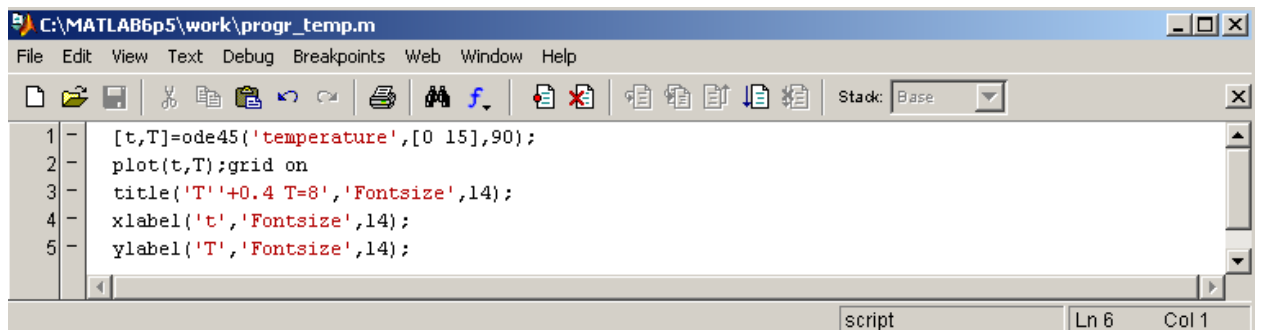 C:\MATLAB6p5\work\progr_temp.m
File Edit View Text Debug Breakpoints Web Window Help
Stack: Base
1 - [t,T]=ode45('temperature',[0 15],90);
2 - plot(t,T);grid on
3 - title('T''+0.4 T=8','Fontsize',14);
4 - xlabel('t','Fontsize',14);
5 - ylabel('T','Fontsize',14);
script Ln 6 Col 1